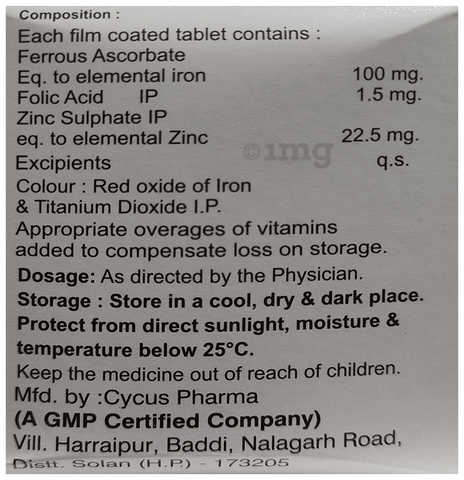 Composition :
Each film coated tablet contains :
Ferrous Ascorbate
Eq. to elemental iron 100 mg.
Folic Acid IP 1.5 mg.
Zinc Sulphate IP
eq. to elemental Zinc 22.5 mg.
©1mg
Excipients q.s.
Colour : Red oxide of Iron
& Titanium Dioxide I.P.
Appropriate overages of vitamins
added to compensate loss on storage.
Dosage: As directed by the Physician.
Storage : Store in a cool, dry & dark place.
Protect from direct sunlight, moisture &
temperature below 25°C.
Keep the medicine out of reach of children.
Mfd. by :Cycus Pharma
(A GMP Certified Company)
Vill. Harraipur, Baddi, Nalagarh Road,
Distt. Solan (H.P.) - 173205